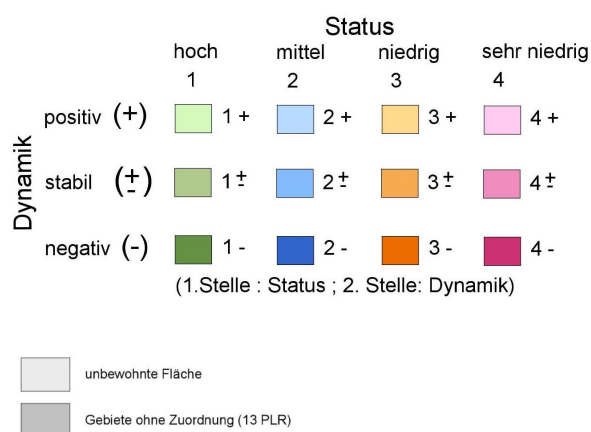 Status
hoch mittel niedrig sehr niedrig
1 2 3 4
Dynamik
positiv (+) 1 + 2 + 3 + 4 +
stabil (±) 1 ± 2 ± 3 ± 4 ±
negativ (-) 1 - 2 - 3 - 4 -
(1.Stelle : Status ; 2. Stelle: Dynamik)
unbewohnte Fläche
Gebiete ohne Zuordnung (13 PLR)